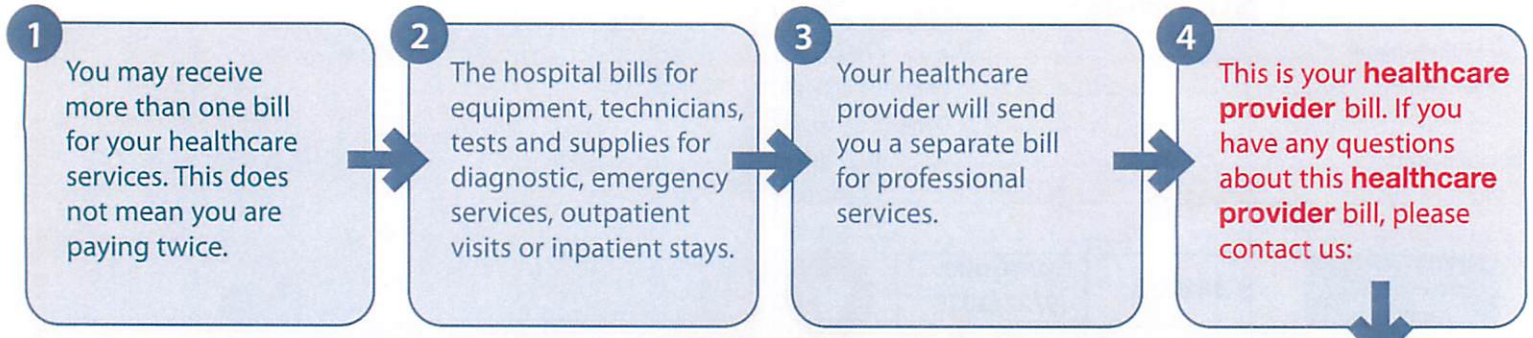 1
You may receive
more than one bill
for your healthcare
services. This does
not mean you are
paying twice.
2
The hospital bills for
equipment, technicians,
tests and supplies for
diagnostic, emergency
services, outpatient
visits or inpatient stays.
3
Your healthcare
provider will send
you a separate bill
for professional
services.
4
This is your healthcare
provider bill. If you
have any questions
about this healthcare
provider bill, please
contact us: